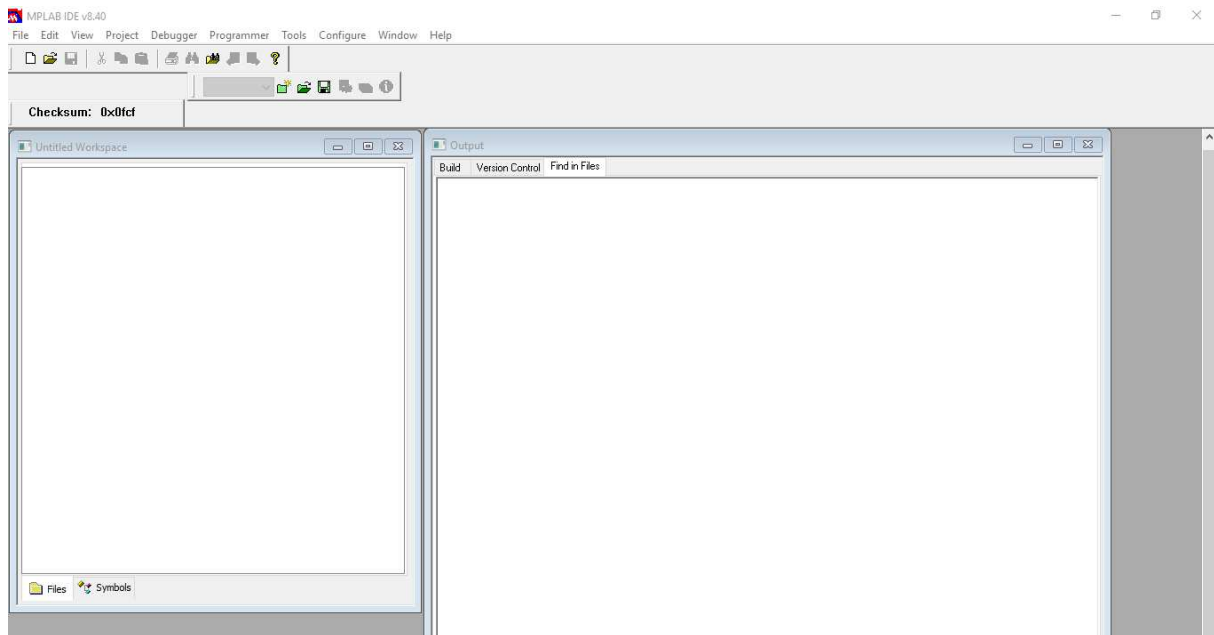 MPLAB IDE v8.40
File Edit View Project Debugger Programmer Tools Configure Window Help
Checksum: 0x0fcf
Untitled Workspace
Output
Build Version Control Find in Files
Files Symbols